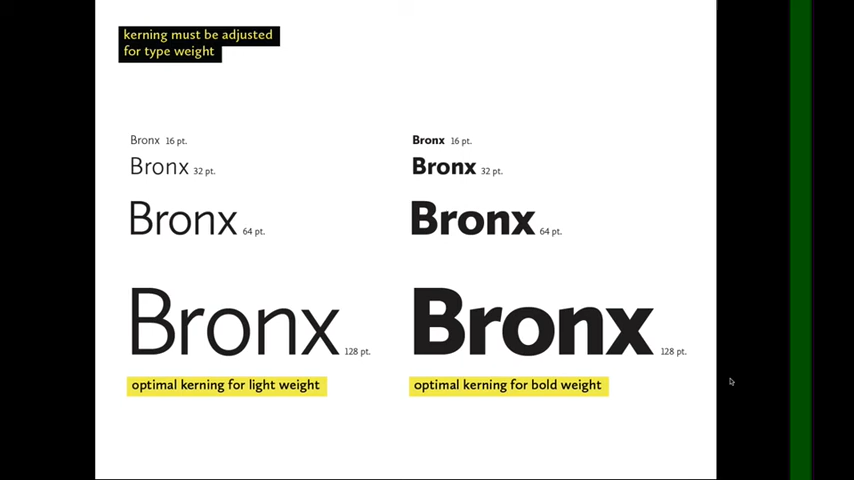 kerning must be adjusted
for type weight
Bronx 16 pt.
Bronx 32 pt.
Bronx 64 pt.
Bronx 128 pt.
optimal kerning for light weight
Bronx 16 pt.
Bronx 32 pt.
Bronx 64 pt.
Bronx 128 pt.
optimal kerning for bold weight